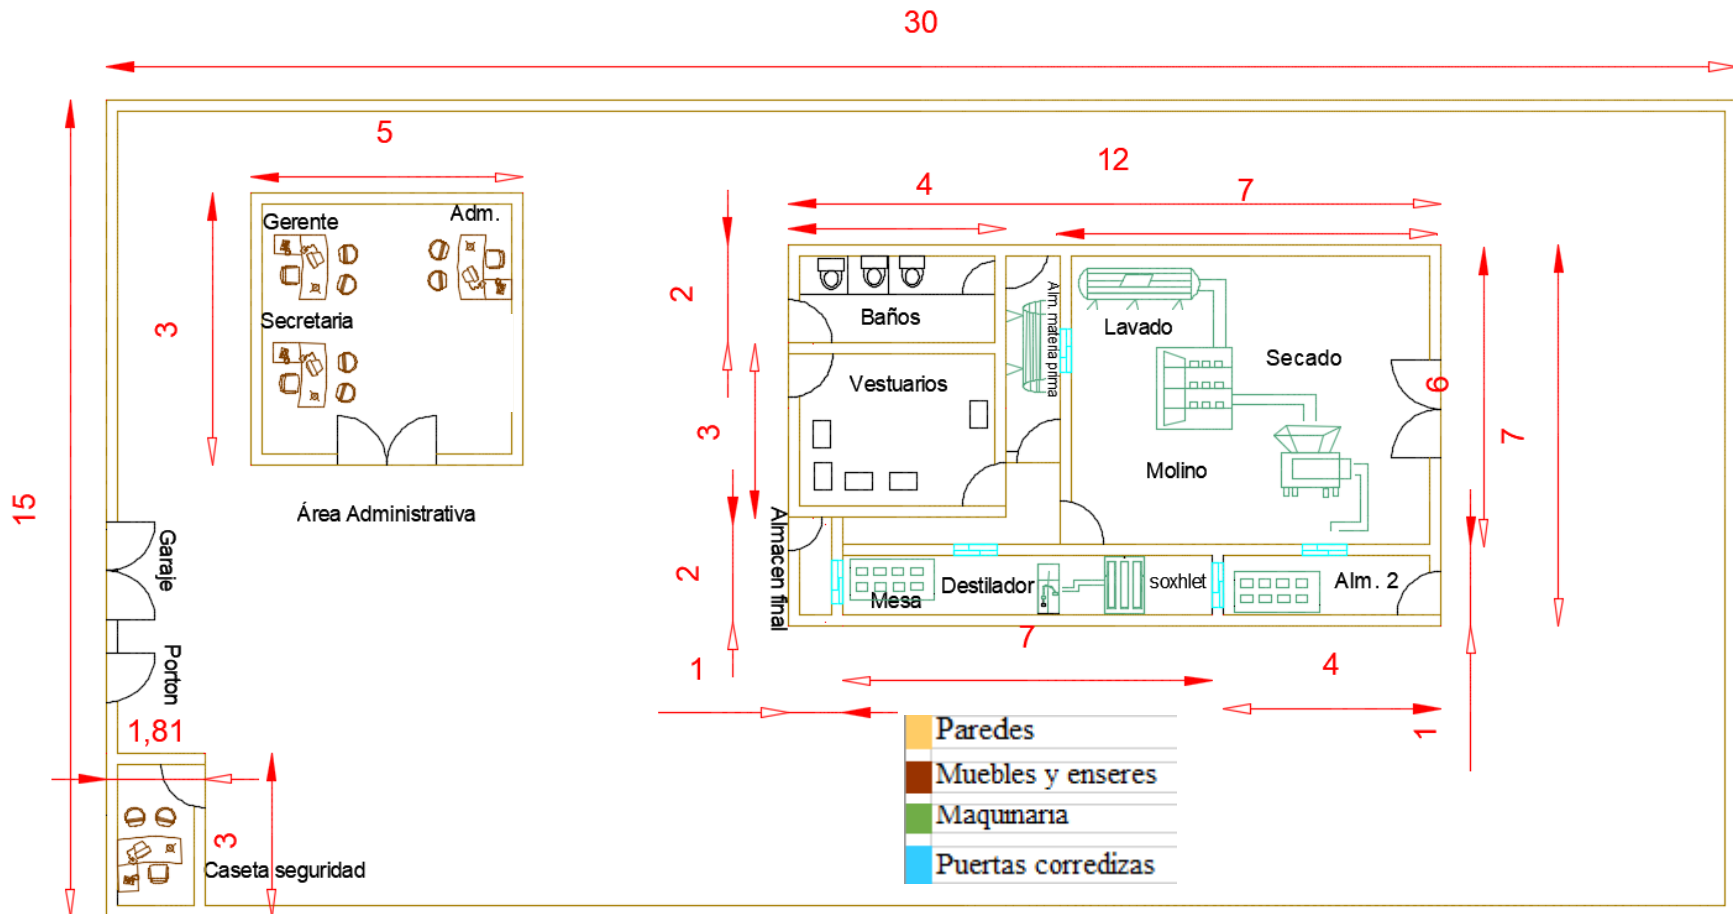 30
5
12
4
7
Gerente
Adm.
2
Baños
Alm. materia prima
Lavado
3
Secretaria
Secado
6
Vestuarios
7
3
Molino
15
Área Administrativa
Almacen final
Garaje
2
Mesa
Destilador
soxhlet
Alm. 2
7
1
4
Porton
1,81
1
Paredes
Muebles y enseres
Maquinaria
Puertas corredizas
3
Caseta seguridad